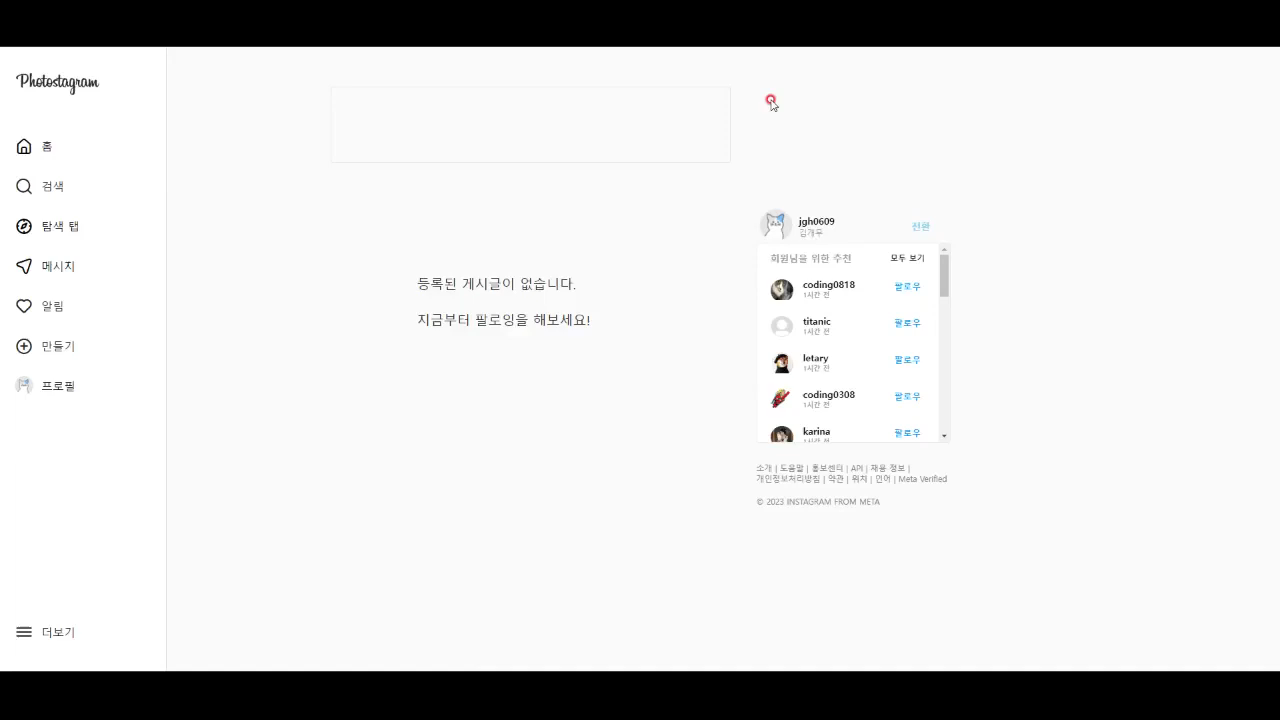 Photostagram
홈
검색
탐색 탭
메시지
알림
만들기
프로필
더보기
등록된 게시글이 없습니다.
지금부터 팔로잉을 해보세요!
jgh0609
전환
회원님을 위한 추천 모두 보기
coding0818 팔로우
1시간 전
titanic 팔로우
1시간 전
letary 팔로우
1시간 전
coding0308 팔로우
1시간 전
karina 팔로우
1시간 전
소개 | 도움말 | 홍보센터 | API | 채용 정보 |
개인정보처리방침 | 약관 | 위치 | 언어 | Meta Verified
© 2023 INSTAGRAM FROM META